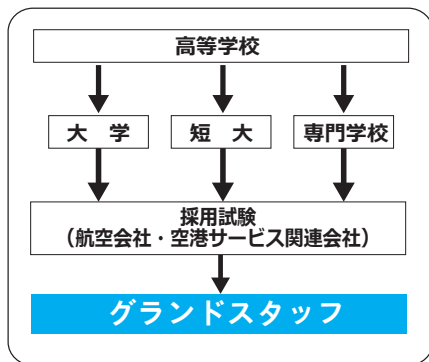 高等学校
大　学
短　大
専門学校
採用試験
（航空会社・空港サービス関連会社）
グランドスタッフ